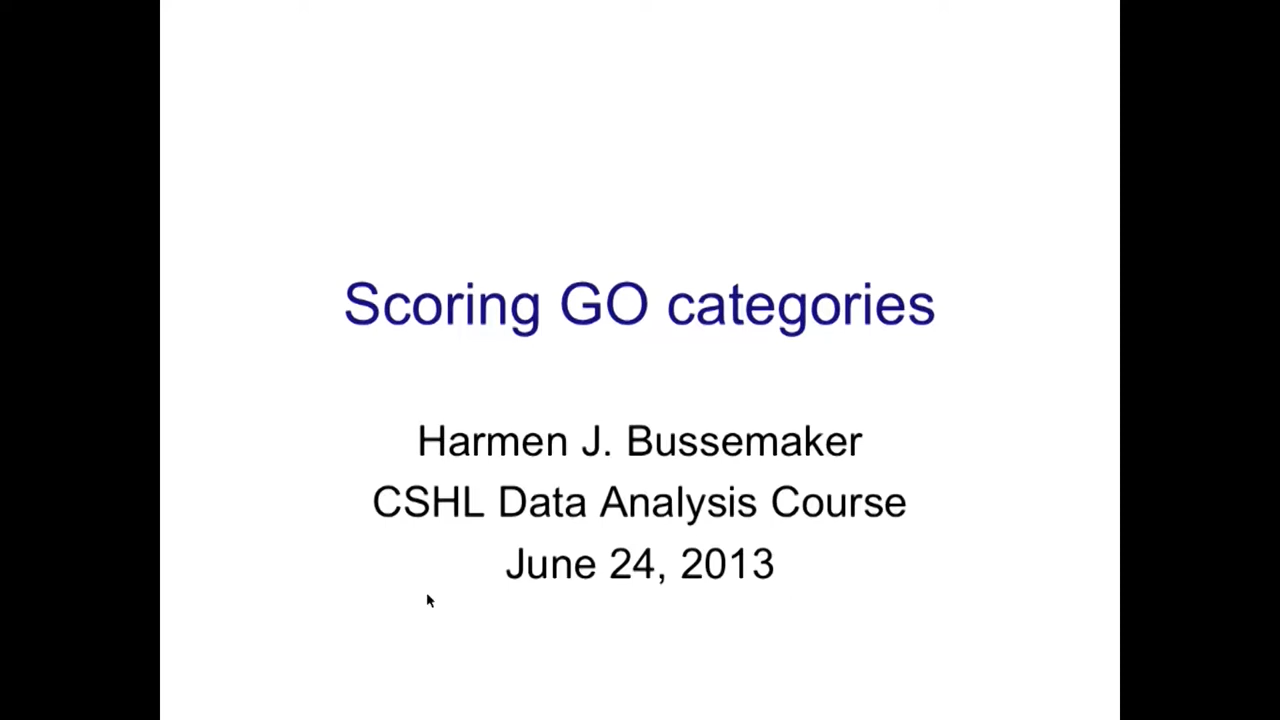 Scoring GO categories
Harmen J. Bussemaker
CSHL Data Analysis Course
June 24, 2013